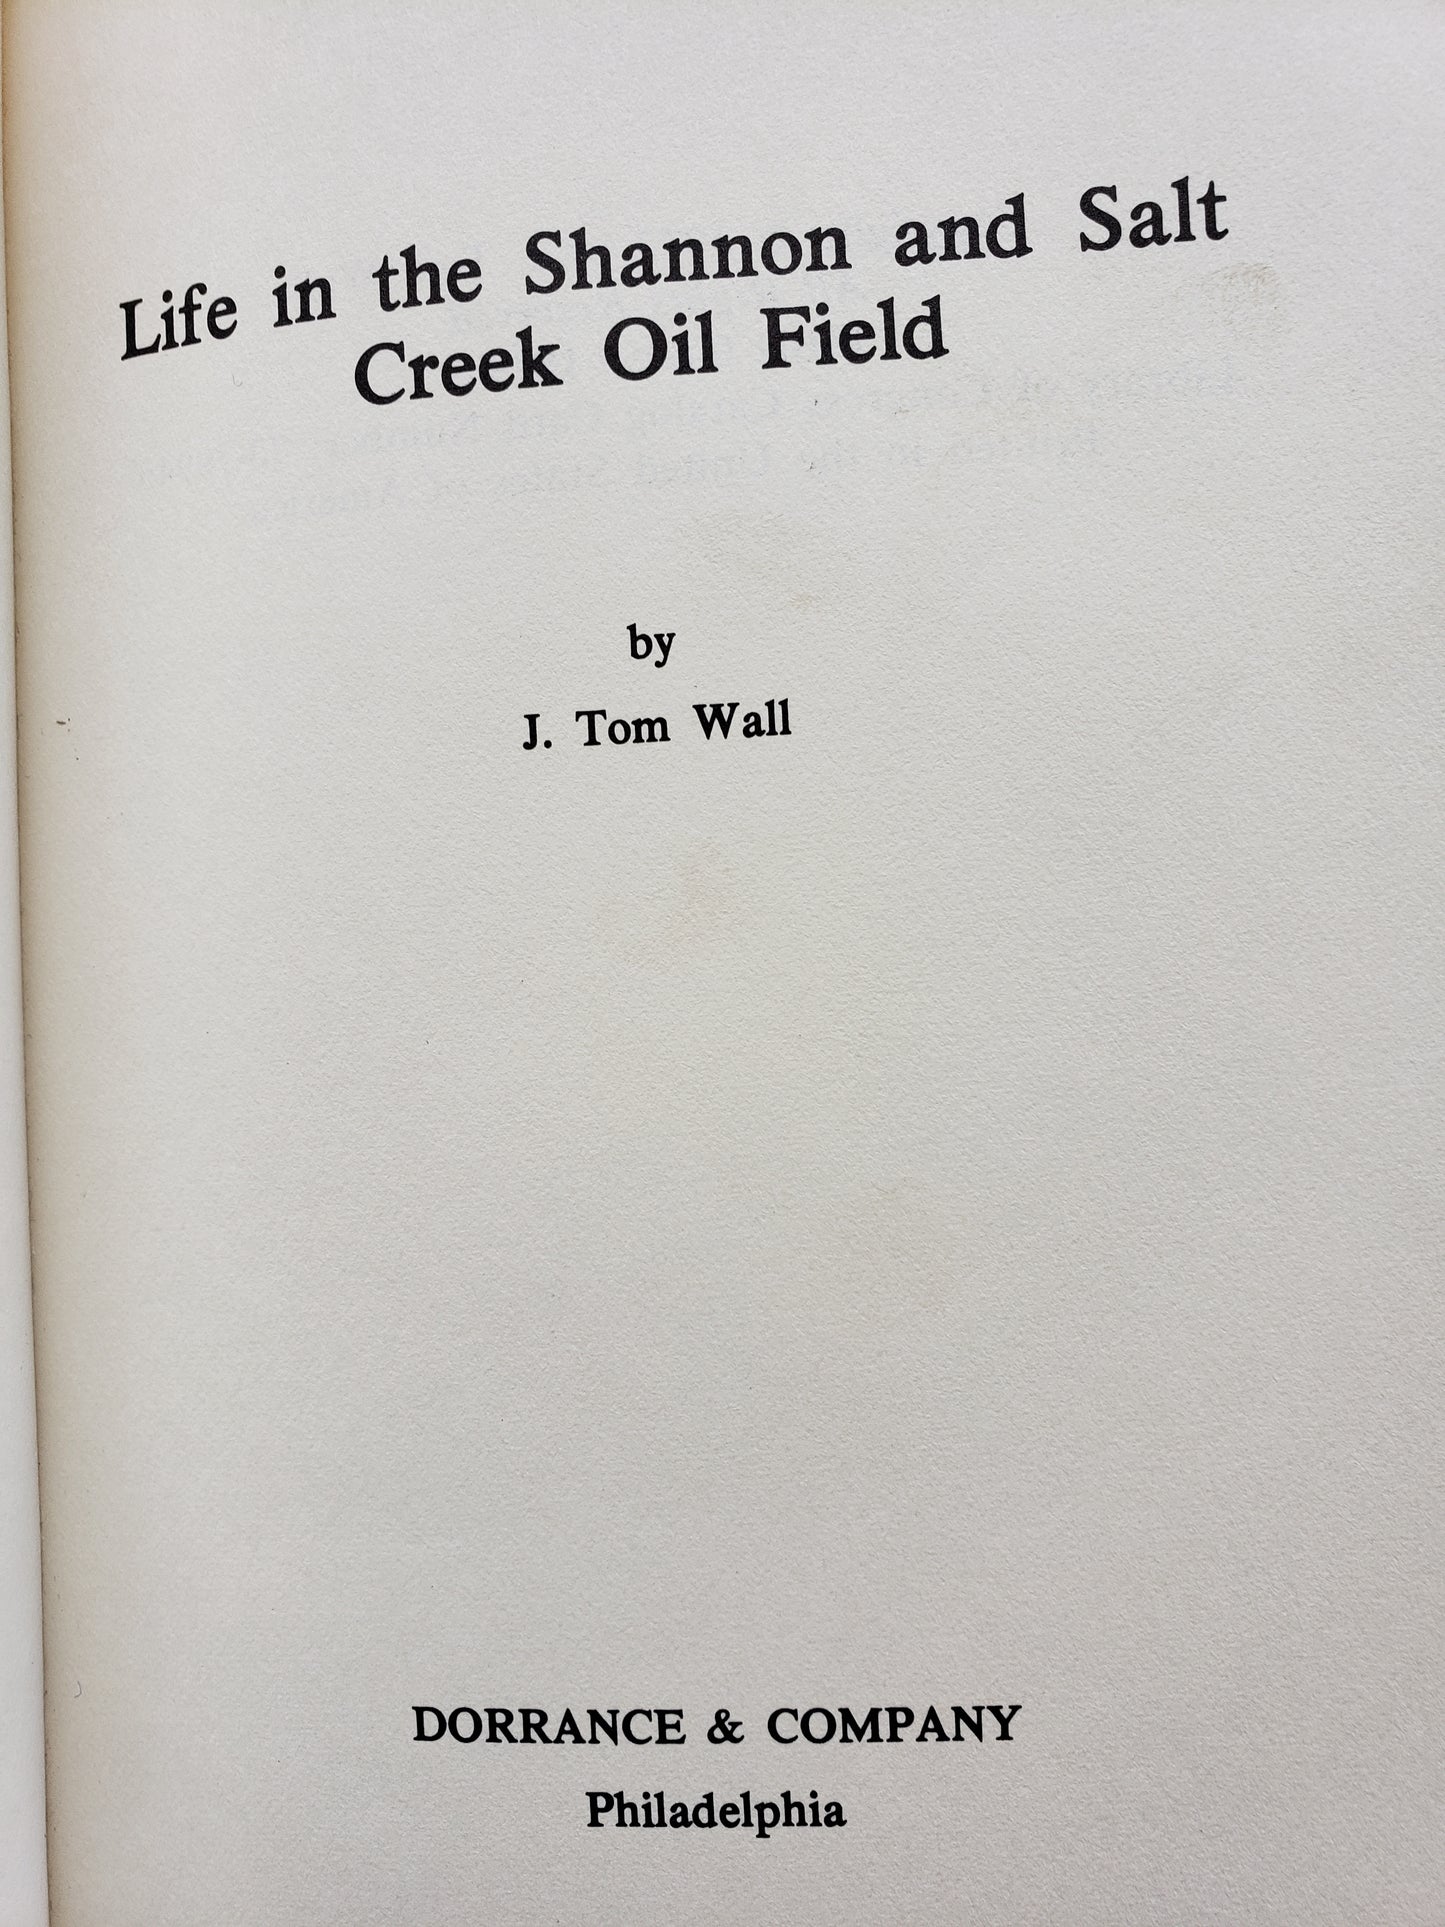 Life in the Shannon and Salt
Creek Oil Field
by
J. Tom Wall
DORRANCE & COMPANY
Philadelphia